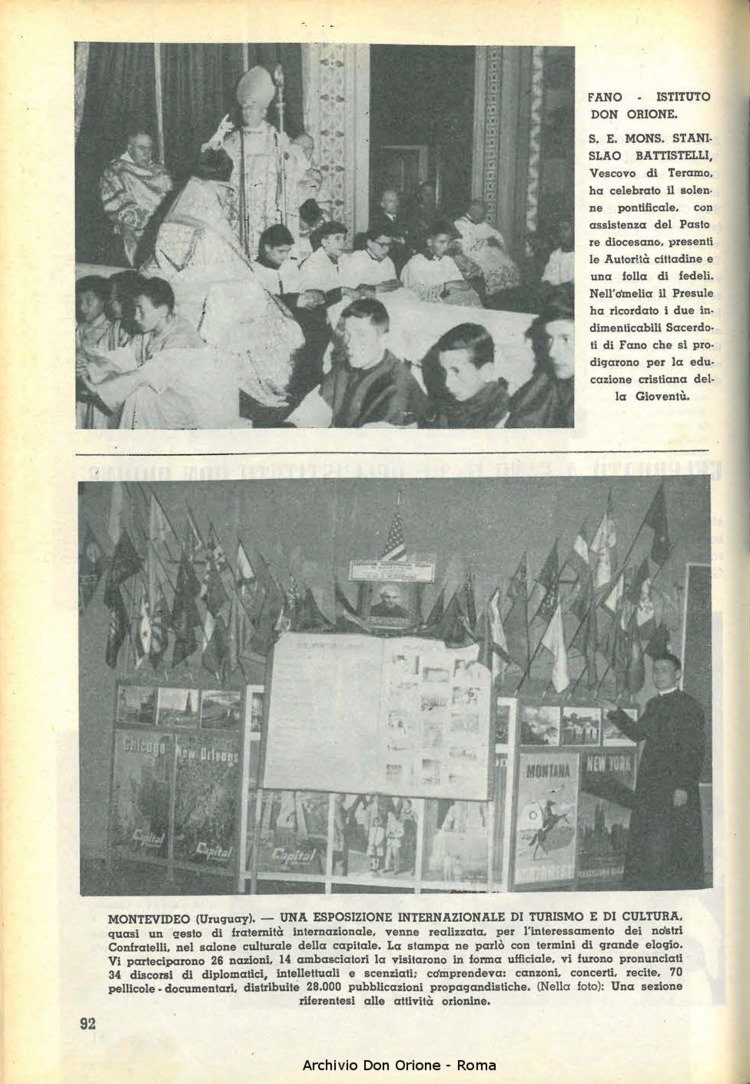 FANO - ISTITUTO
DON ORIONE.
S. E. MONS. STANI-
SLAO BATTISTELLI,
Vescovo di Teramo,
ha celebrato il solen-
ne pontificale, con
assistenza del Pasto
re diocesano, presenti
le Autorità cittadine e
una folla di fedeli.
Nell'omelia il Presule
ha ricordato i due in-
dimenticabili Sacerdo-
ti di Fano che si pro-
digarono per la edu-
cazione cristiana del-
la Gioventù.
Chicago
New Orleans
Capital
Capital
Capital
MONTANA
NEW YORK
MONTEVIDEO (Uruguay). — UNA ESPOSIZIONE INTERNAZIONALE DI TURISMO E DI CULTURA,
quasi un gesto di fraternità internazionale, venne realizzata, per l'interessamento dei nostri
Confratelli, nel salone culturale della capitale. La stampa ne parlò con termini di grande elogio.
Vi parteciparono 26 nazioni, 14 ambasciatori la visitarono in forma ufficiale, vi furono pronunciati
34 discorsi di diplomatici, intellettuali e scenziati; comprendeva: canzoni, concerti, recite, 70
pellicole - documentari, distribuite 28.000 pubblicazioni propagandistiche. (Nella foto): Una sezione
riferentesi alle attività orionine.
92
Archivio Don Orione - Roma